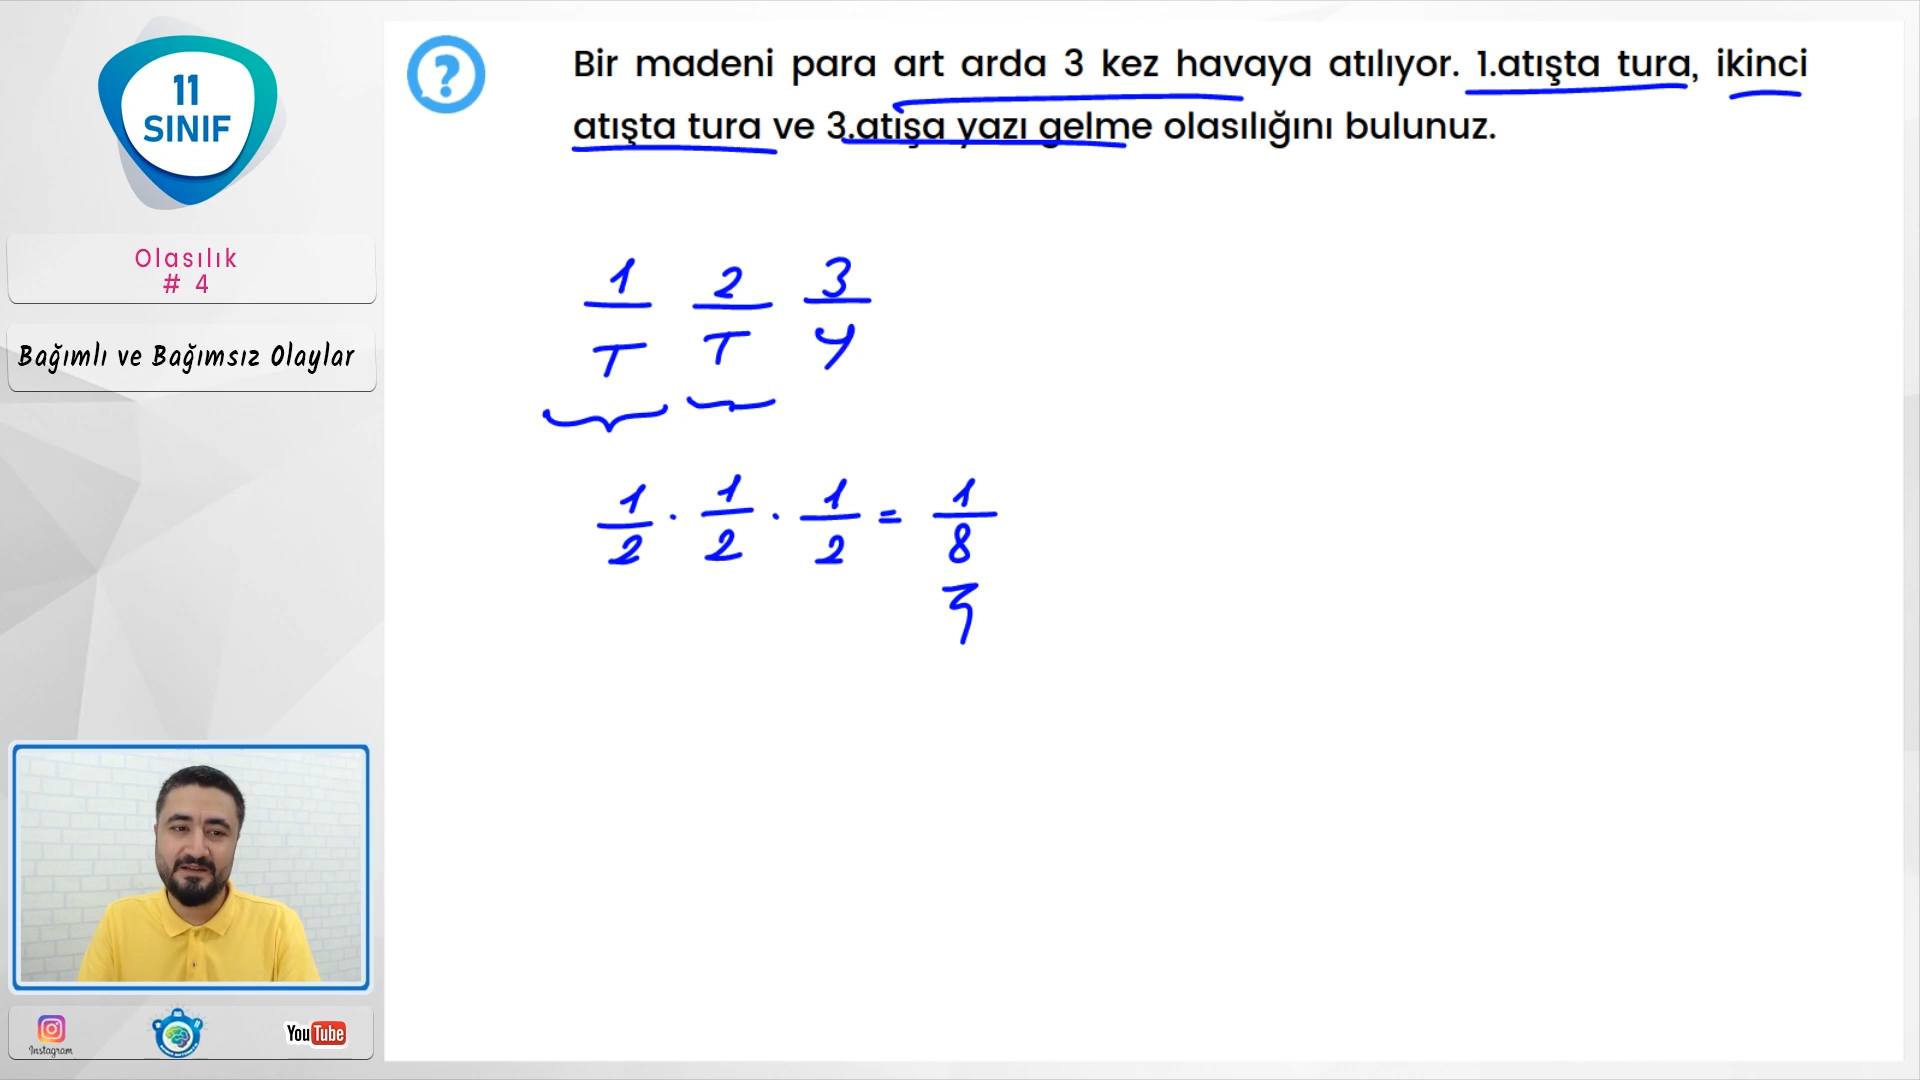 11
SINIF
Olasılık
# 4
Bağımlı ve Bağımsız Olaylar
Bir madeni para art arda 3 kez havaya atılıyor. 1.atışta tura, ikinci
atışta tura ve 3.atışa yazı gelme olasılığını bulunuz.
1 2 3
T T Y
1/2 . 1/2 . 1/2 = 1/8
Instagram
YouTube